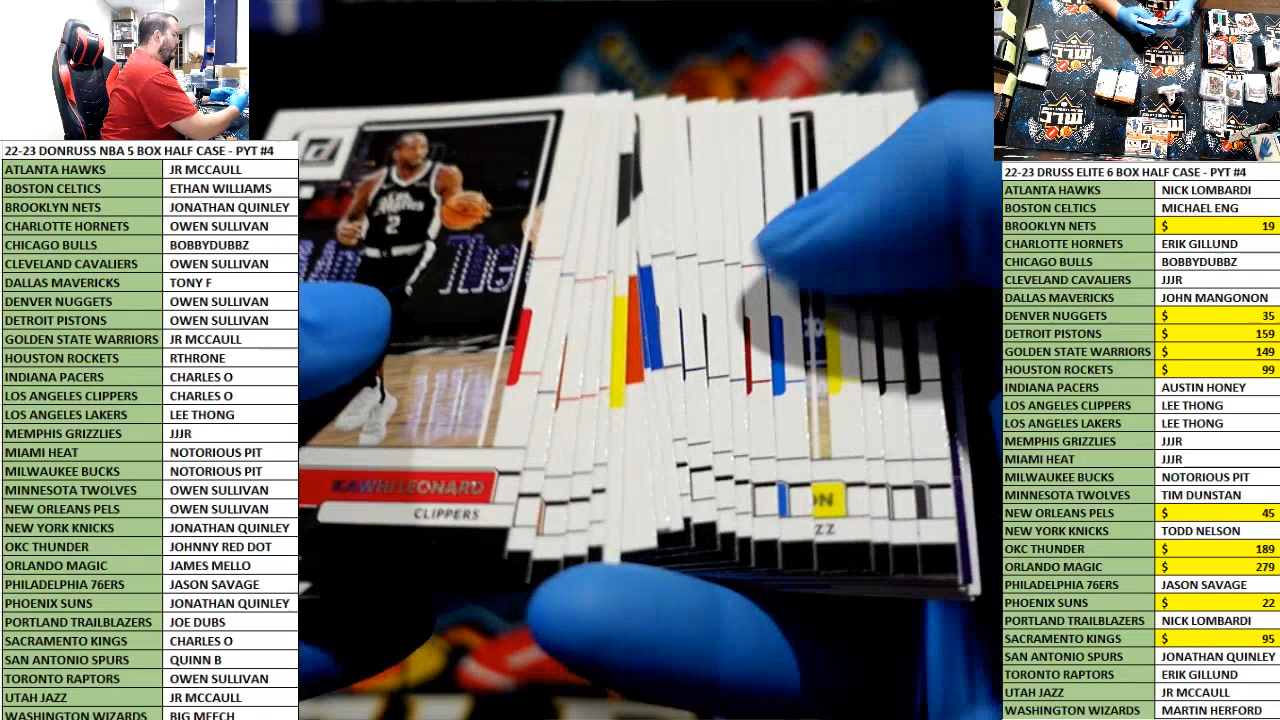 22-23 DONRUSS NBA 5 BOX HALF CASE - PYT #4
ATLANTA HAWKS JR MCCAULL
BOSTON CELTICS ETHAN WILLIAMS
BROOKLYN NETS JONATHAN QUINLEY
CHARLOTTE HORNETS OWEN SULLIVAN
CHICAGO BULLS BOBBYDUBBZ
CLEVELAND CAVALIERS OWEN SULLIVAN
DALLAS MAVERICKS TONY F
DENVER NUGGETS OWEN SULLIVAN
DETROIT PISTONS OWEN SULLIVAN
GOLDEN STATE WARRIORS JR MCCAULL
HOUSTON ROCKETS RTHRONE
INDIANA PACERS CHARLES O
LOS ANGELES CLIPPERS CHARLES O
LOS ANGELES LAKERS LEE THONG
MEMPHIS GRIZZLIES JJJR
MIAMI HEAT NOTORIOUS PIT
MILWAUKEE BUCKS NOTORIOUS PIT
MINNESOTA TWOLVES OWEN SULLIVAN
NEW ORLEANS PELS OWEN SULLIVAN
NEW YORK KNICKS JONATHAN QUINLEY
OKC THUNDER JOHNNY RED DOT
ORLANDO MAGIC JAMES MELLO
PHILADELPHIA 76ERS JASON SAVAGE
PHOENIX SUNS JONATHAN QUINLEY
PORTLAND TRAILBLAZERS JOE DUBS
SACRAMENTO KINGS CHARLES O
SAN ANTONIO SPURS QUINN B
TORONTO RAPTORS OWEN SULLIVAN
UTAH JAZZ JR MCCAULL
WASHINGTON WIZARDS BIG MEECH
2
KAWHI LEONARD
CLIPPERS
ON
ZZ
22-23 DRUSS ELITE 6 BOX HALF CASE - PYT #4
ATLANTA HAWKS NICK LOMBARDI
BOSTON CELTICS MICHAEL ENG
BROOKLYN NETS $ 19
CHARLOTTE HORNETS ERIK GILLUND
CHICAGO BULLS BOBBYDUBBZ
CLEVELAND CAVALIERS JJJR
DALLAS MAVERICKS JOHN MANGONON
DENVER NUGGETS $ 35
DETROIT PISTONS $ 159
GOLDEN STATE WARRIORS $ 149
HOUSTON ROCKETS $ 99
INDIANA PACERS AUSTIN HONEY
LOS ANGELES CLIPPERS LEE THONG
LOS ANGELES LAKERS LEE THONG
MEMPHIS GRIZZLIES JJJR
MIAMI HEAT JJJR
MILWAUKEE BUCKS NOTORIOUS PIT
MINNESOTA TWOLVES TIM DUNSTAN
NEW ORLEANS PELS $ 45
NEW YORK KNICKS TODD NELSON
OKC THUNDER $ 189
ORLANDO MAGIC $ 279
PHILADELPHIA 76ERS JASON SAVAGE
PHOENIX SUNS $ 22
PORTLAND TRAILBLAZERS NICK LOMBARDI
SACRAMENTO KINGS $ 95
SAN ANTONIO SPURS JONATHAN QUINLEY
TORONTO RAPTORS ERIK GILLUND
UTAH JAZZ JR MCCAULL
WASHINGTON WIZARDS MARTIN HERFORD